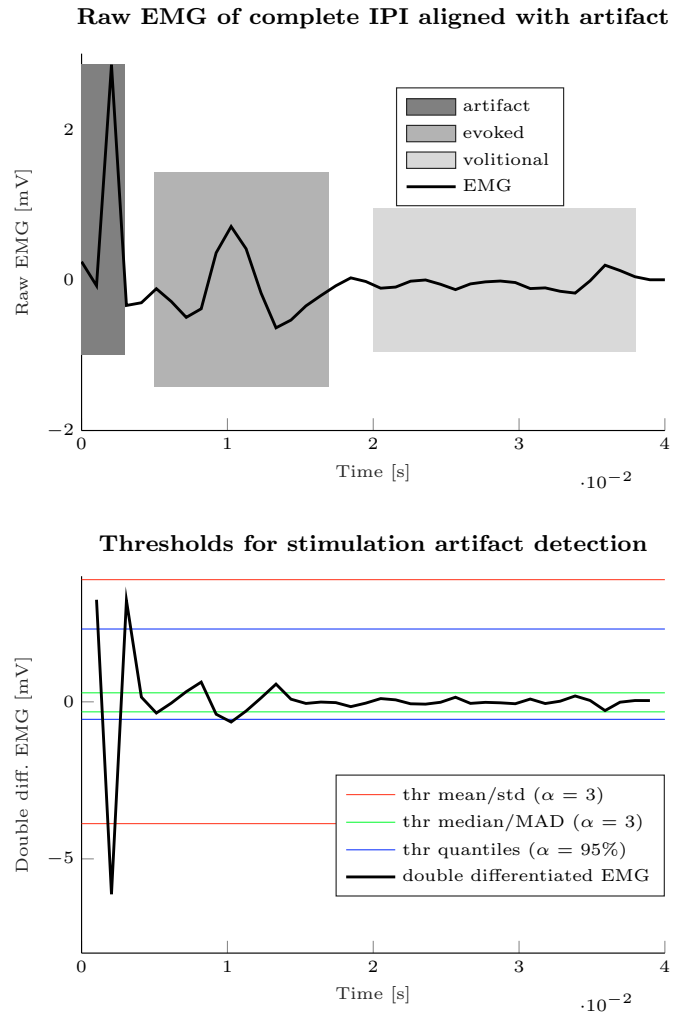 Raw EMG of complete IPI aligned with artifact
Raw EMG [mV]
2
0
−2
artifact
evoked
volitional
EMG
0
1
2
3
4
Time [s]
·10⁻²
Thresholds for stimulation artifact detection
Double diff. EMG [mV]
0
−5
thr mean/std (α = 3)
thr median/MAD (α = 3)
thr quantiles (α = 95%)
double differentiated EMG
0
1
2
3
4
Time [s]
·10⁻²